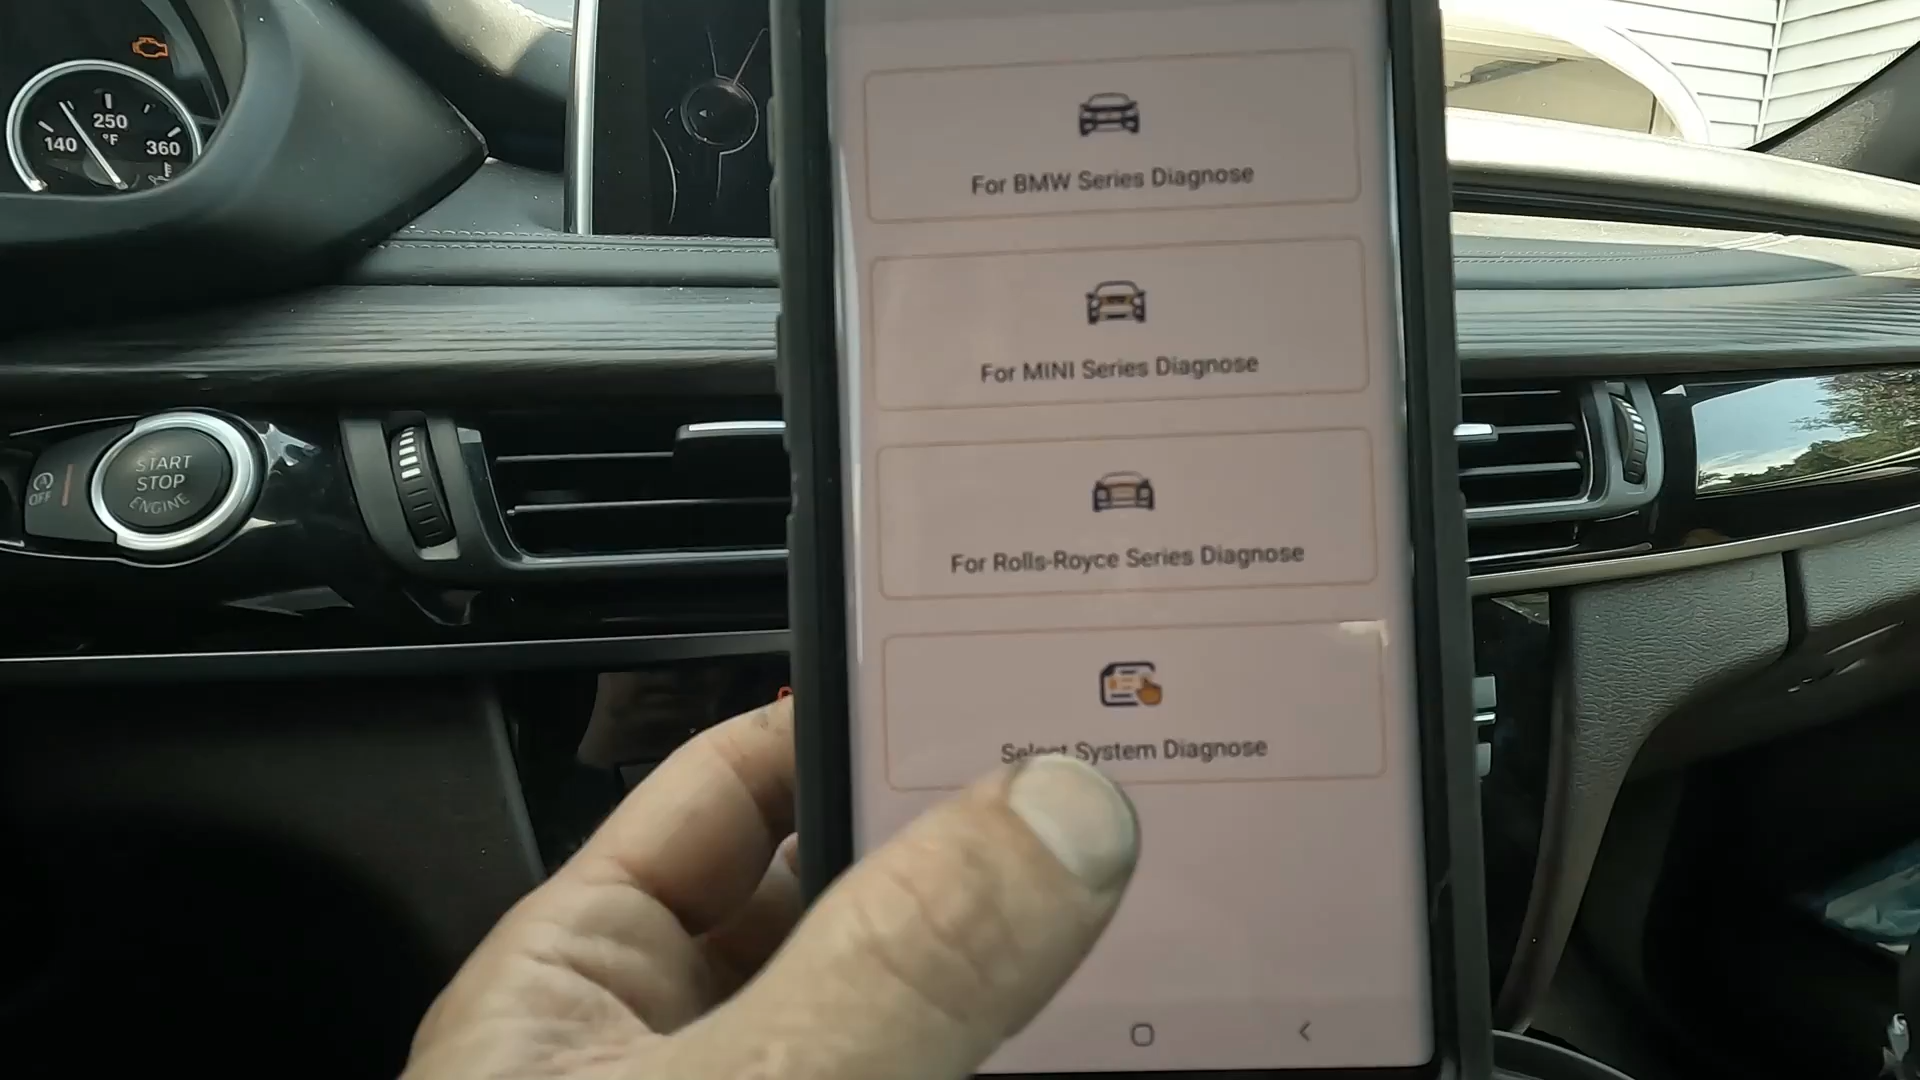 250
°F
140
360
START
STOP
ENGINE
OFF
For BMW Series Diagnose
For MINI Series Diagnose
For Rolls-Royce Series Diagnose
Select System Diagnose